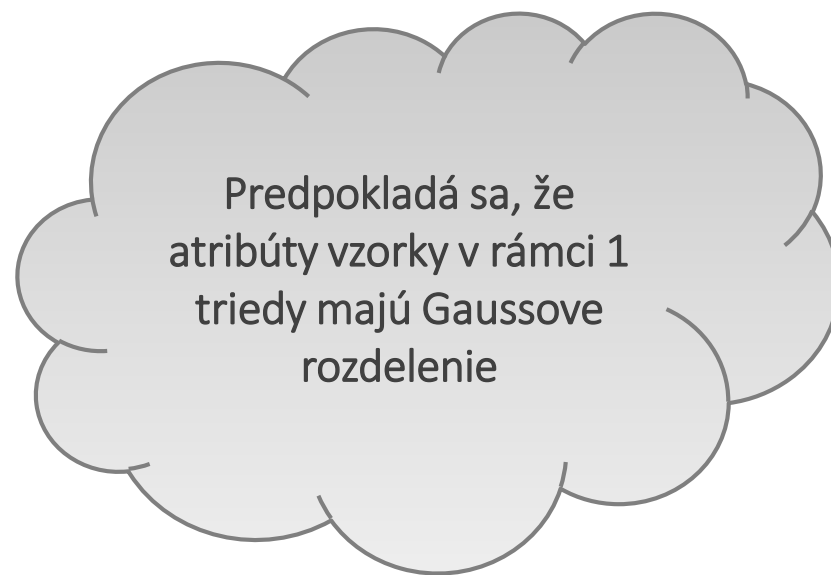 Predpokladá sa, že
atribúty vzorky v rámci 1
triedy majú Gaussove
rozdelenie